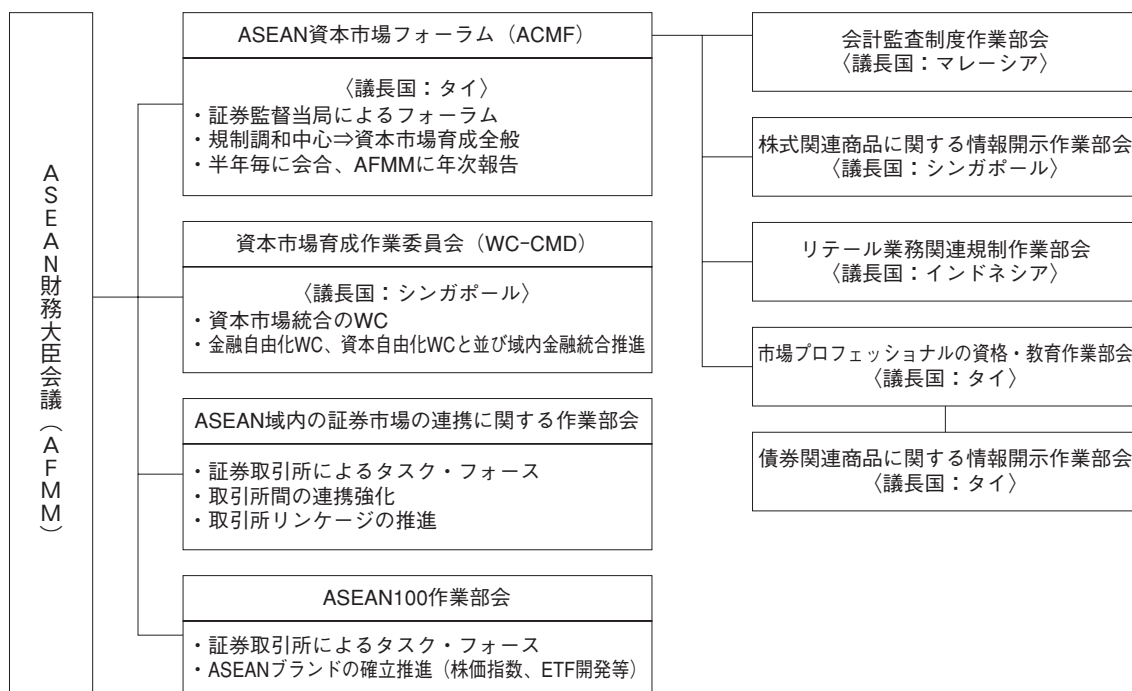 ASEAN財務大臣会議（AFMM）
ASEAN資本市場フォーラム（ACMF）
〈議長国：タイ〉
・証券監督当局によるフォーラム
・規制調和中心⇒資本市場育成全般
・半年毎に会合、AFMMに年次報告
資本市場育成作業委員会（WC-CMD）
〈議長国：シンガポール〉
・資本市場統合のWC
・金融自由化WC、資本自由化WCと並び域内金融統合推進
ASEAN域内の証券市場の連携に関する作業部会
・証券取引所によるタスク・フォース
・取引所間の連携強化
・取引所リンケージの推進
ASEAN100作業部会
・証券取引所によるタスク・フォース
・ASEANブランドの確立推進（株価指数、ETF開発等）
会計監査制度作業部会
〈議長国：マレーシア〉
株式関連商品に関する情報開示作業部会
〈議長国：シンガポール〉
リテール業務関連規制作業部会
〈議長国：インドネシア〉
市場プロフェッショナルの資格・教育作業部会
〈議長国：タイ〉
債券関連商品に関する情報開示作業部会
〈議長国：タイ〉